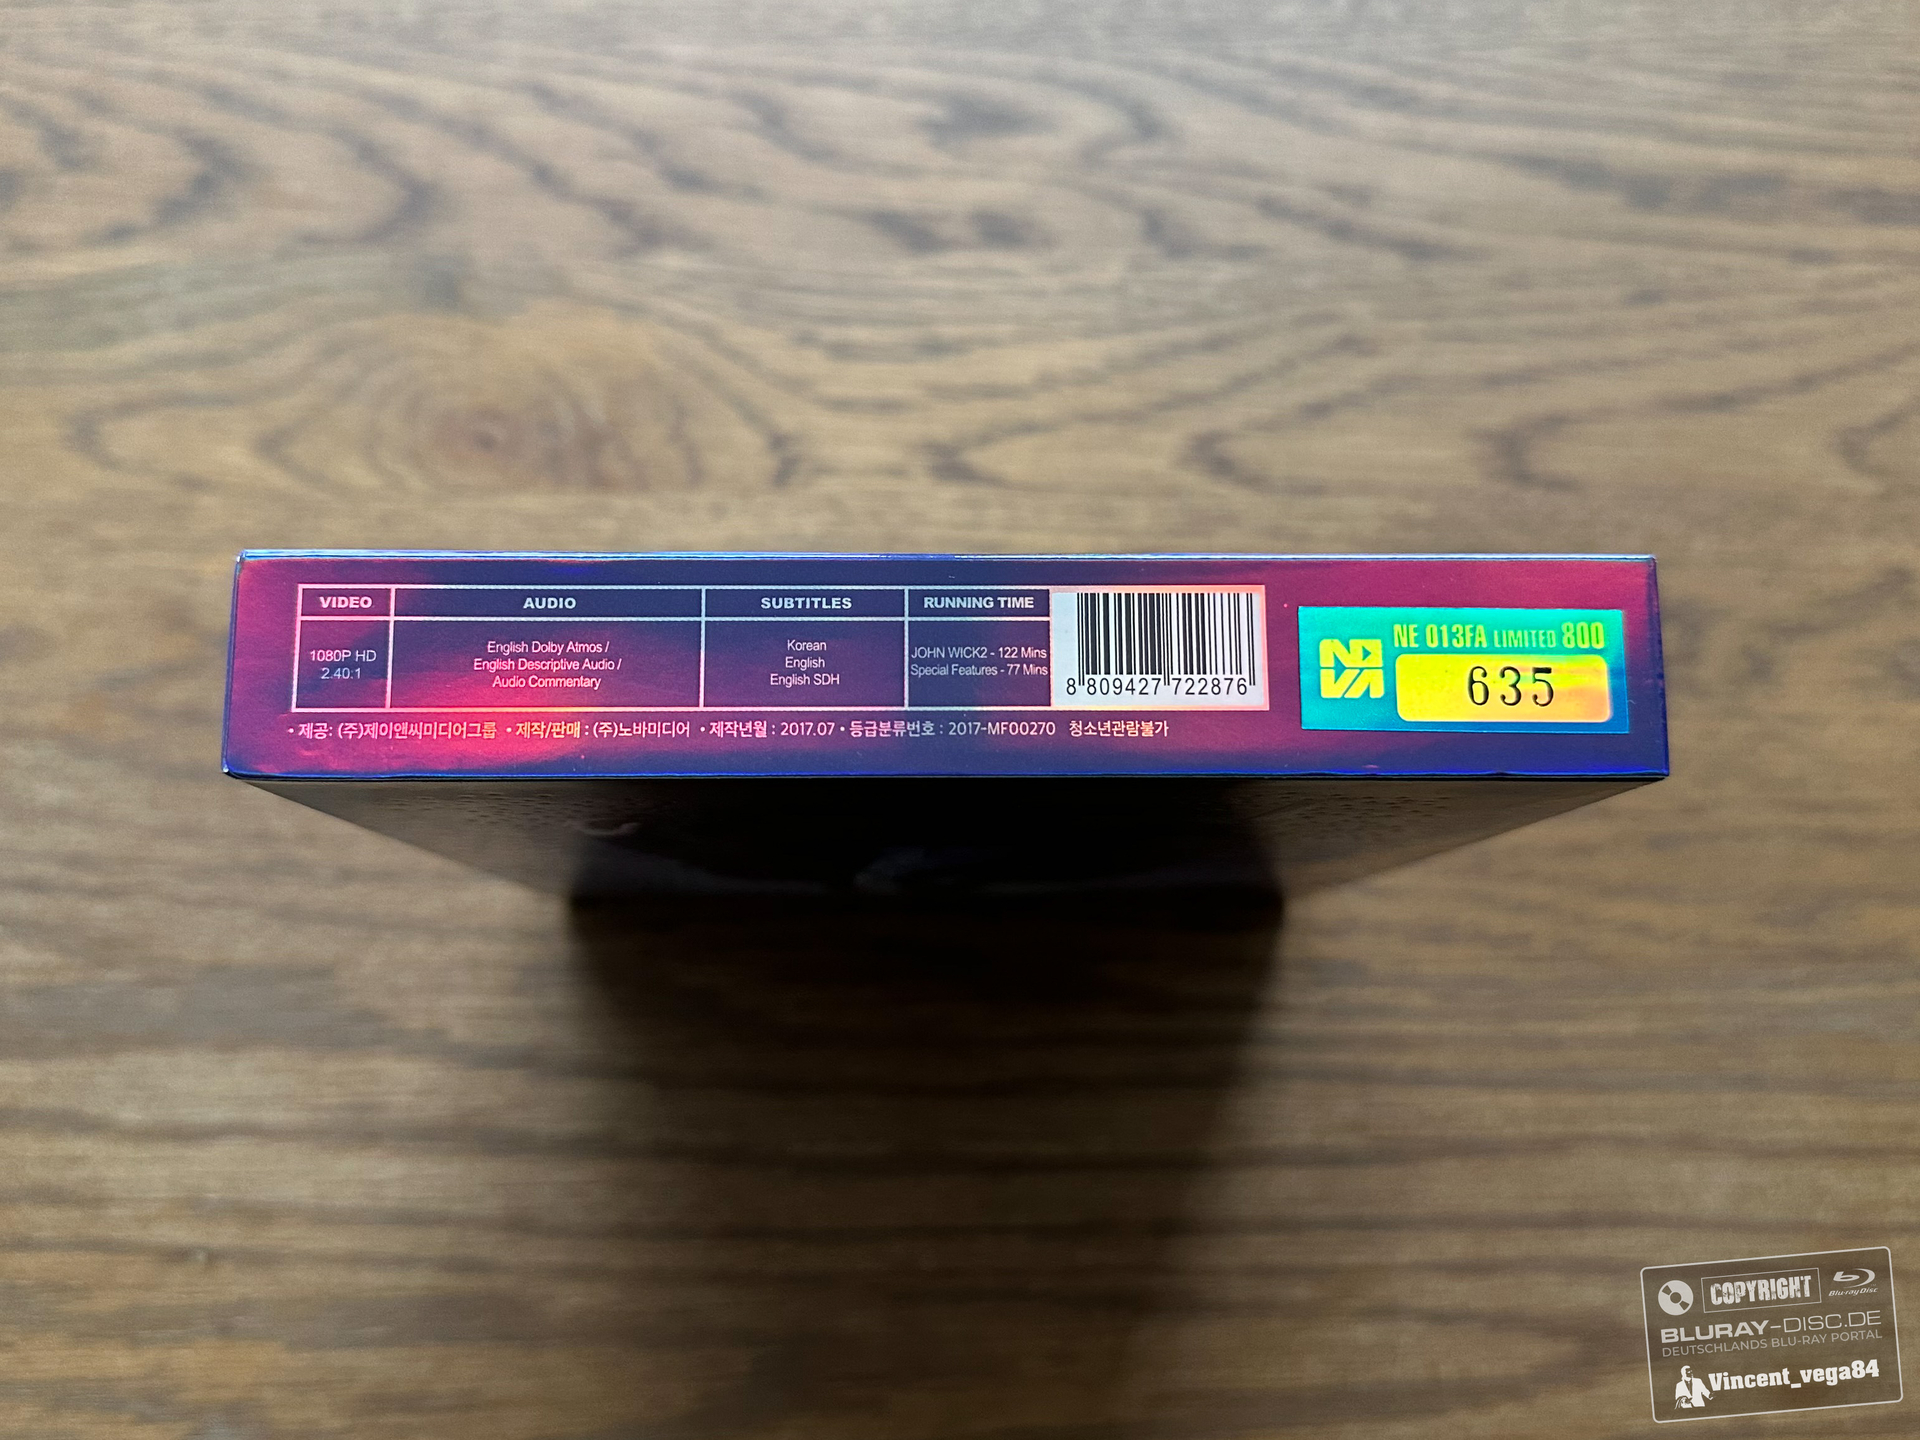 VIDEO
1080P HD
2.40:1
AUDIO
English Dolby Atmos /
English Descriptive Audio /
Audio Commentary
SUBTITLES
Korean
English
English SDH
RUNNING TIME
JOHN WICK2 - 122 Mins
Special Features - 77 Mins
8 809427 722876
• 제공: (주)제이앤씨미디어그룹 • 제작/판매 : (주)노바미디어 • 제작년월 : 2017.07 • 등급분류번호 : 2017-MF00270 청소년관람불가
NOVA
NE 013FA LIMITED 800
635
COPYRIGHT
Blu-ray Disc
BLURAY-DISC.DE
DEUTSCHLANDS BLU-RAY PORTAL
Vincent_vega84